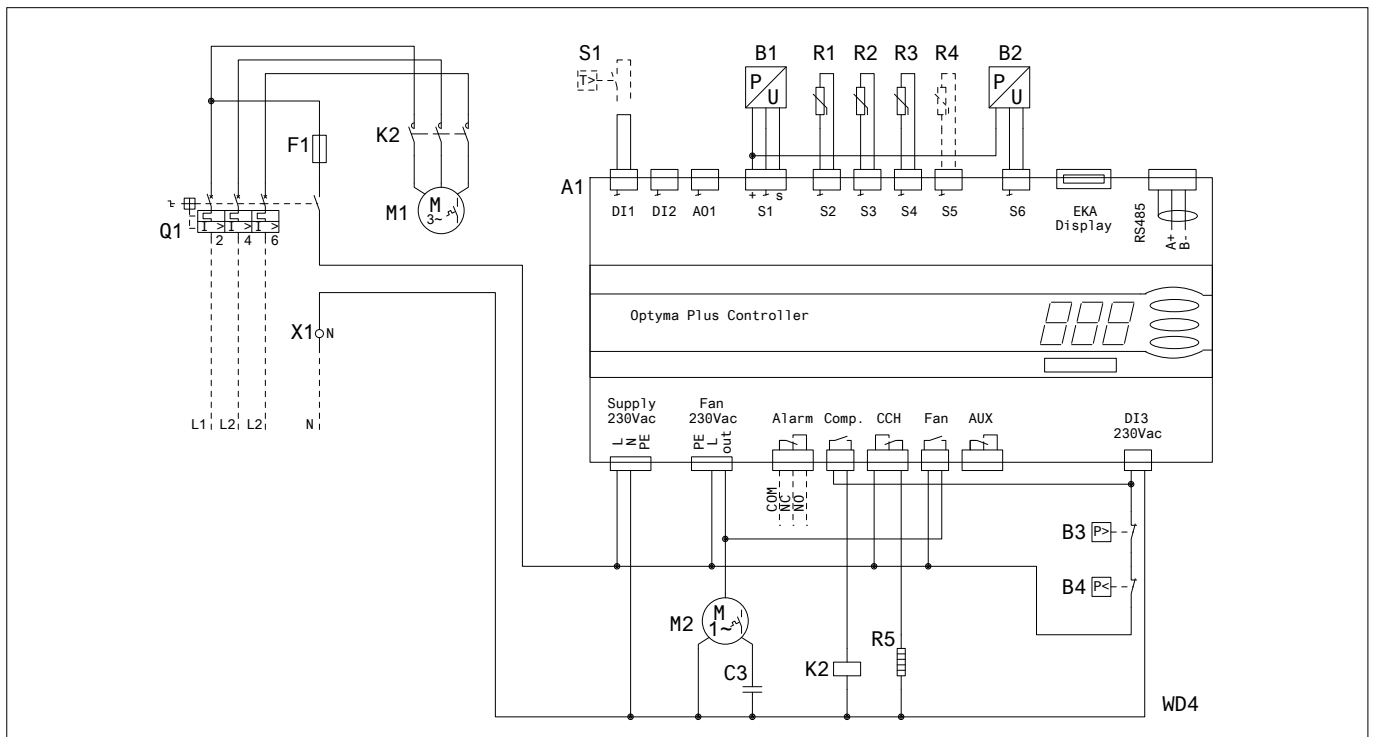 S1
B1
R1
R2
R3
R4
B2
T>
P
U
P
U
F1
K2
A1
M1
M
3~
Q1
I > I > I >
2 4 6
+ s
DI1 DI2 AO1 S1 S2 S3 S4 S5 S6
EKA
Display
RS485
A+
B-
X1 N
Optyma Plus Controller
L1 L2 L2 N
Supply
230Vac
L
N
PE
Fan
230Vac
PE
L
out
Alarm
Comp.
CCH
Fan
AUX
DI3
230Vac
COM
NC
NO
B3 P>
B4 P<
M2
M
1~
C3
K2
R5
WD4